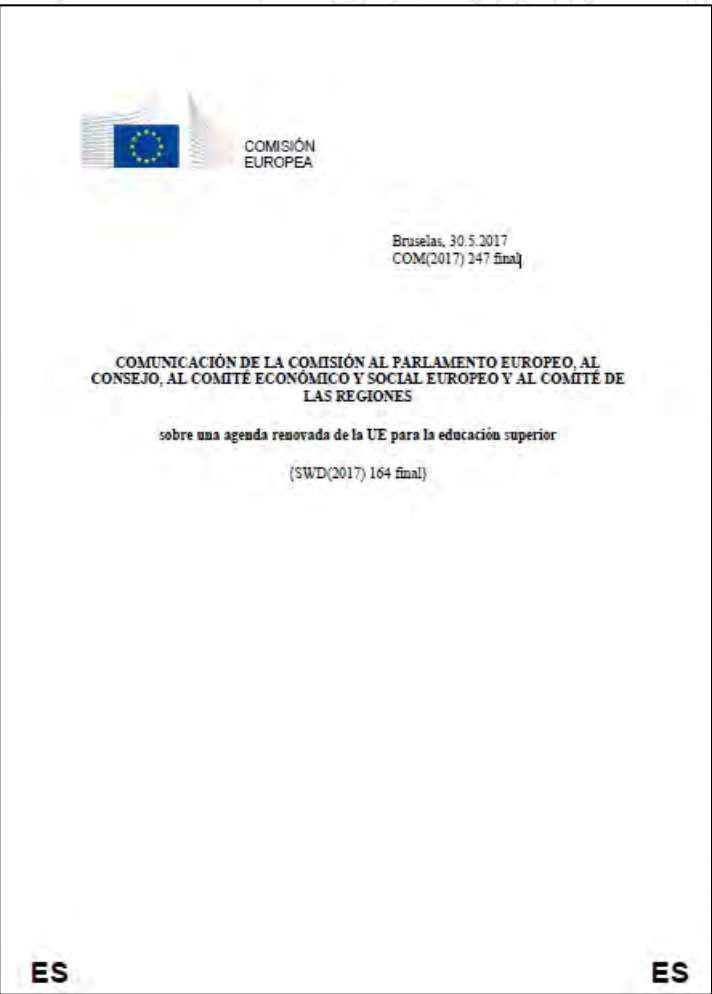 COMISIÓN
EUROPEA
Bruselas, 30.5.2017
COM(2017) 247 final
COMUNICACIÓN DE LA COMISIÓN AL PARLAMENTO EUROPEO, AL
CONSEJO, AL COMITÉ ECONÓMICO Y SOCIAL EUROPEO Y AL COMITÉ DE
LAS REGIONES
sobre una agenda renovada de la UE para la educación superior
{SWD(2017) 164 final}
ES
ES